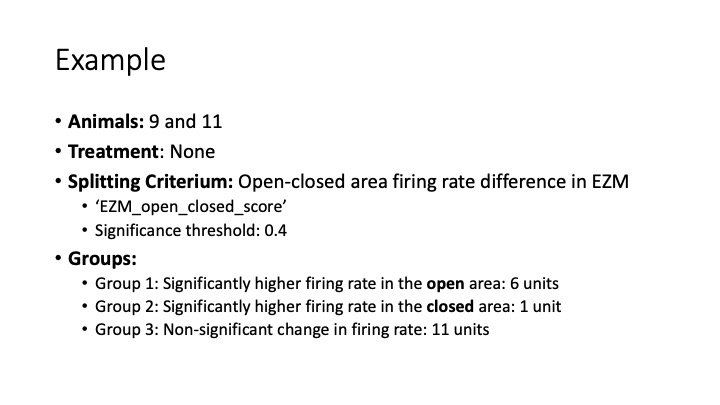 Example
• Animals: 9 and 11
• Treatment: None
• Splitting Criterium: Open-closed area firing rate difference in EZM
• ‘EZM_open_closed_score’
• Significance threshold: 0.4
• Groups:
• Group 1: Significantly higher firing rate in the open area: 6 units
• Group 2: Significantly higher firing rate in the closed area: 1 unit
• Group 3: Non-significant change in firing rate: 11 units